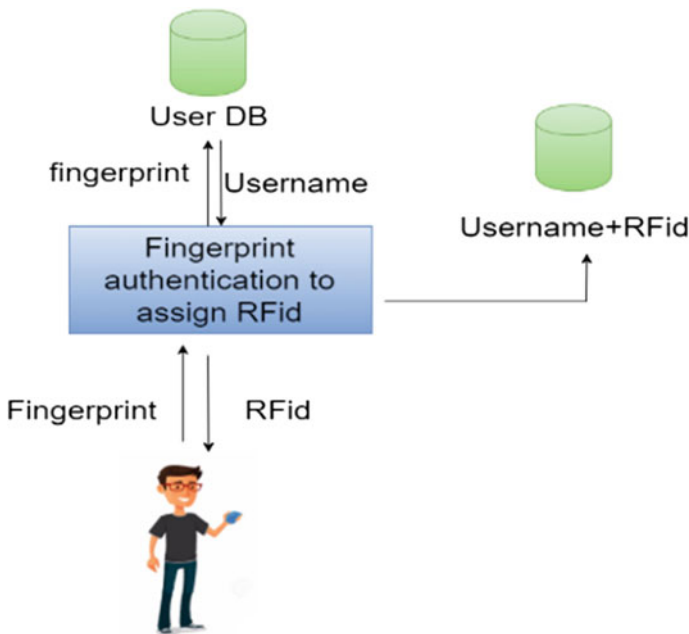 User DB
fingerprint
Username
Username+RFid
Fingerprint
authentication to
assign RFid
Fingerprint
RFid